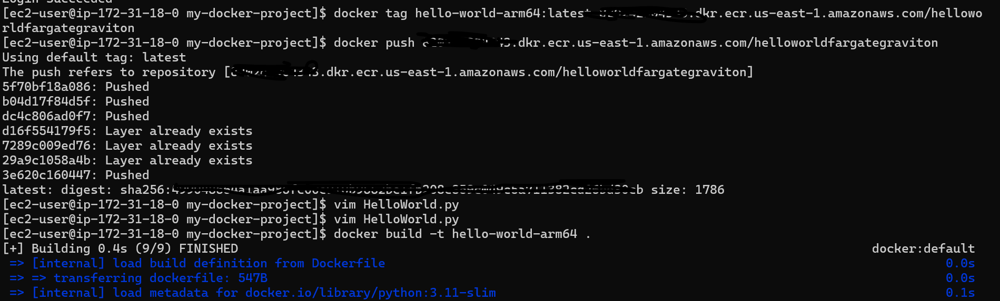 [ec2-user@ip-172-31-18-0 my-docker-project]$ docker tag hello-world-arm64:latest .dkr.ecr.us-east-1.amazonaws.com/hellowo
rldfargategraviton
[ec2-user@ip-172-31-18-0 my-docker-project]$ docker push .dkr.ecr.us-east-1.amazonaws.com/helloworldfargategraviton
Using default tag: latest
The push refers to repository [.dkr.ecr.us-east-1.amazonaws.com/helloworldfargategraviton]
5f70bf18a086: Pushed
b04d17f84d5f: Pushed
dc4c806ad0f7: Pushed
d16f554179f5: Layer already exists
7289c009ed76: Layer already exists
29a9c1058a4b: Layer already exists
3e620c160447: Pushed
latest: digest: sha256: size: 1786
[ec2-user@ip-172-31-18-0 my-docker-project]$ vim HelloWorld.py
[ec2-user@ip-172-31-18-0 my-docker-project]$ vim HelloWorld.py
[ec2-user@ip-172-31-18-0 my-docker-project]$ docker build -t hello-world-arm64 .
[+] Building 0.4s (9/9) FINISHED docker:default
=> [internal] load build definition from Dockerfile 0.0s
=> => transferring dockerfile: 547B 0.0s
=> [internal] load metadata for docker.io/library/python:3.11-slim 0.1s